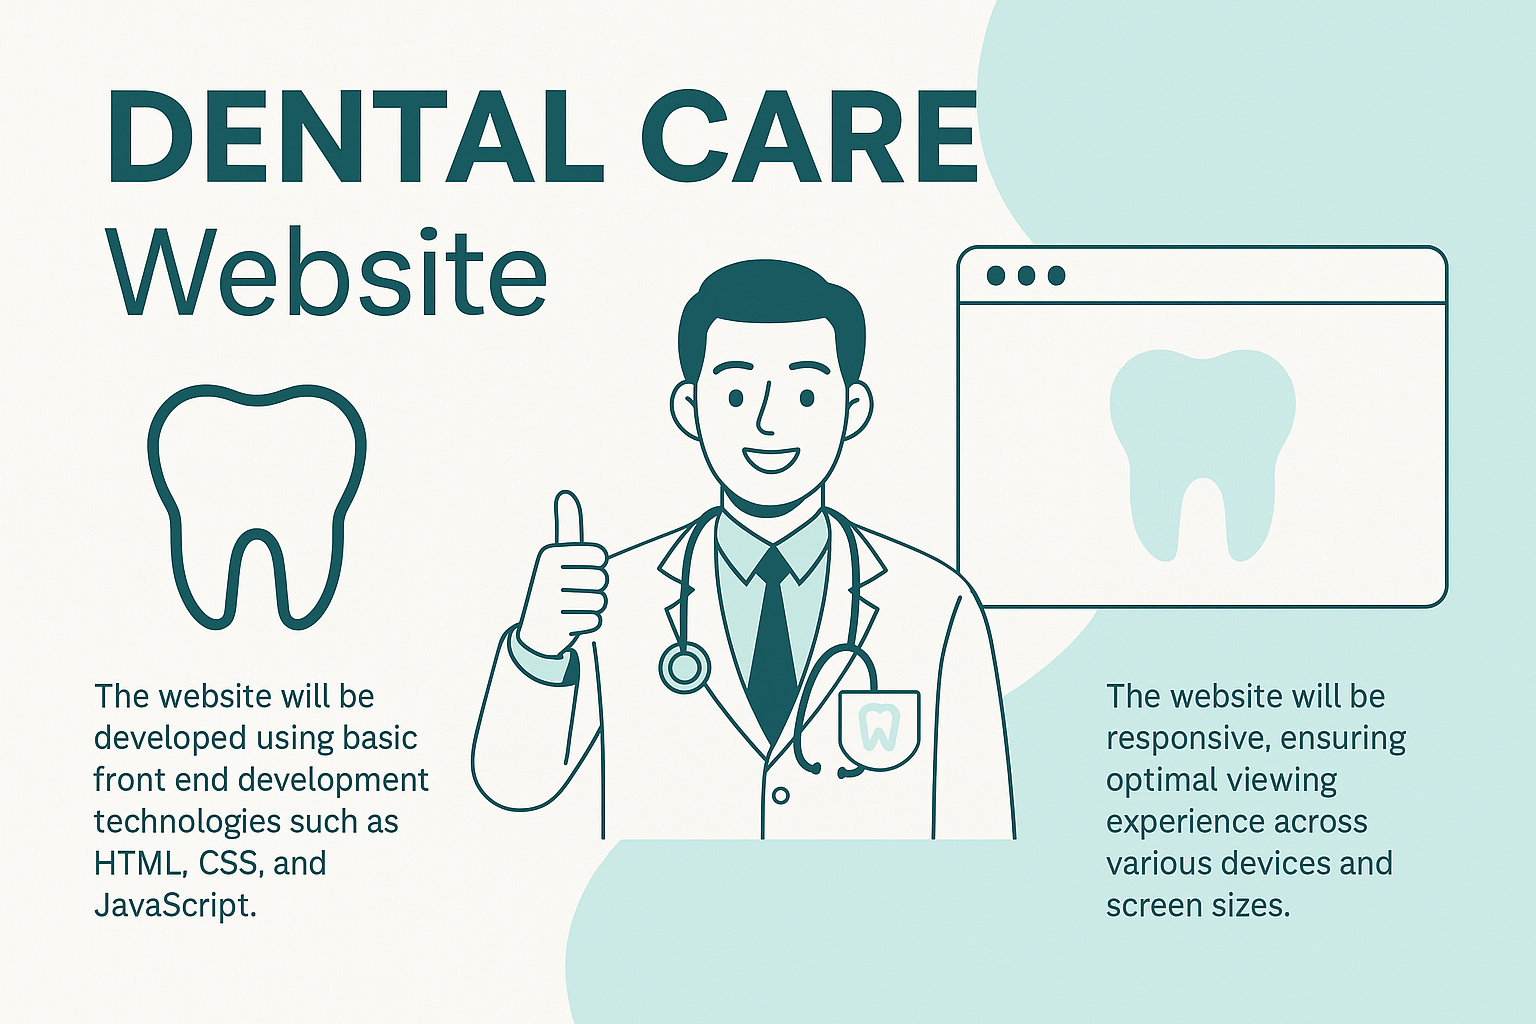 DENTAL CARE
Website
The website will be
developed using basic
front end development
technologies such as
HTML, CSS, and
JavaScript.
The website will be
responsive, ensuring
optimal viewing
experience across
various devices and
screen sizes.